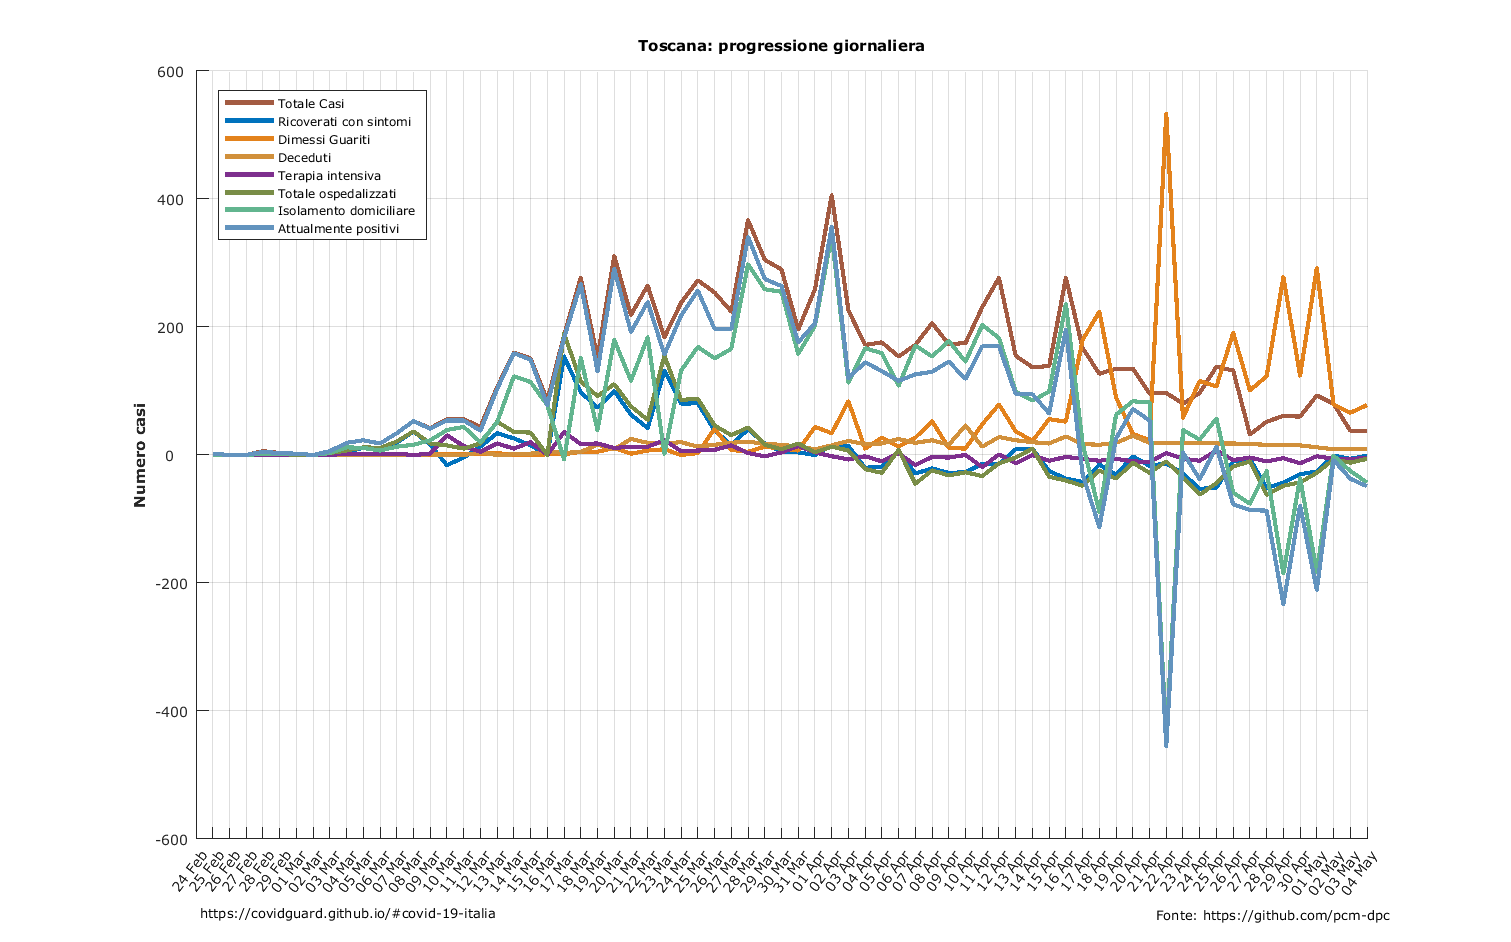 Toscana: progressione giornaliera
600
400
200
0
-200
-400
-600
Numero casi
Totale Casi
Ricoverati con sintomi
Dimessi Guariti
Deceduti
Terapia intensiva
Totale ospedalizzati
Isolamento domiciliare
Attualmente positivi
24 Feb
25 Feb
26 Feb
27 Feb
28 Feb
29 Feb
01 Mar
02 Mar
03 Mar
04 Mar
05 Mar
06 Mar
07 Mar
08 Mar
09 Mar
10 Mar
11 Mar
12 Mar
13 Mar
14 Mar
15 Mar
16 Mar
17 Mar
18 Mar
19 Mar
20 Mar
21 Mar
22 Mar
23 Mar
24 Mar
25 Mar
26 Mar
27 Mar
28 Mar
29 Mar
30 Mar
31 Mar
01 Apr
02 Apr
03 Apr
04 Apr
05 Apr
06 Apr
07 Apr
08 Apr
09 Apr
10 Apr
11 Apr
12 Apr
13 Apr
14 Apr
15 Apr
16 Apr
17 Apr
18 Apr
19 Apr
20 Apr
21 Apr
22 Apr
23 Apr
24 Apr
25 Apr
26 Apr
27 Apr
28 Apr
29 Apr
30 Apr
01 May
02 May
03 May
04 May
https://covidguard.github.io/#covid-19-italia
Fonte: https://github.com/pcm-dpc